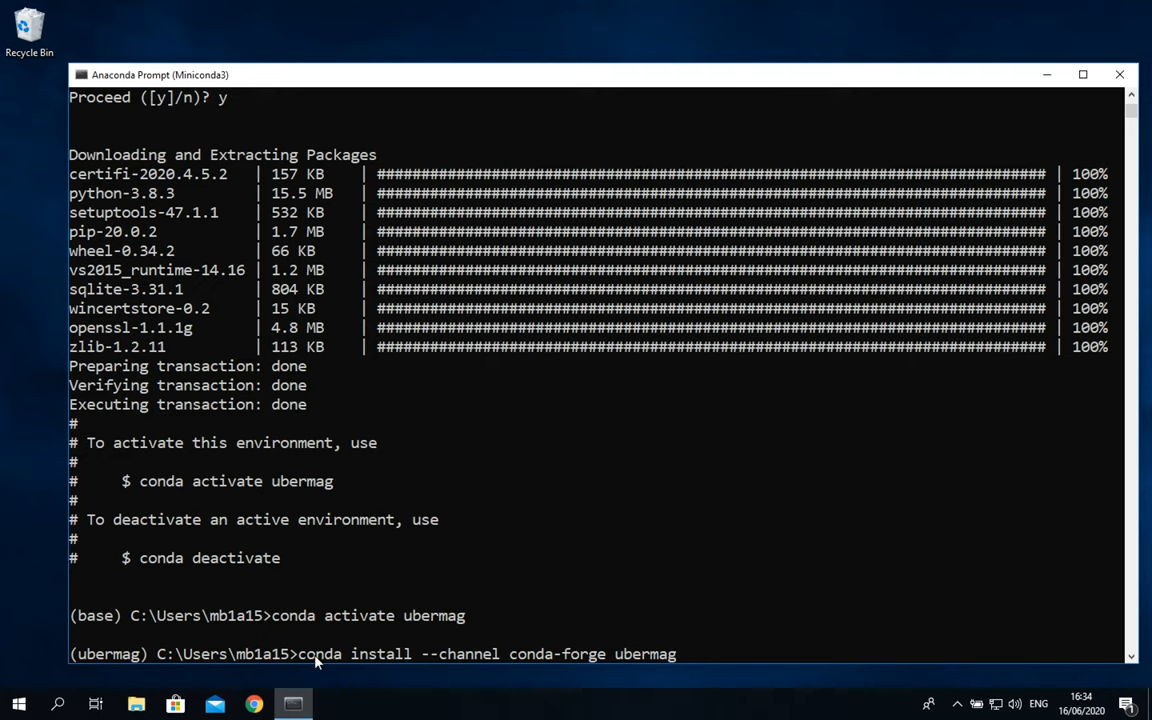 Recycle Bin
Anaconda Prompt (Miniconda3)
Proceed ([y]/n)? y
Downloading and Extracting Packages
certifi-2020.4.5.2 | 157 KB | ############################################################################ | 100%
python-3.8.3 | 15.5 MB | ############################################################################ | 100%
setuptools-47.1.1 | 532 KB | ############################################################################ | 100%
pip-20.0.2 | 1.7 MB | ############################################################################ | 100%
wheel-0.34.2 | 66 KB | ############################################################################ | 100%
vs2015_runtime-14.16 | 1.2 MB | ############################################################################ | 100%
sqlite-3.31.1 | 804 KB | ############################################################################ | 100%
wincertstore-0.2 | 15 KB | ############################################################################ | 100%
openssl-1.1.1g | 4.8 MB | ############################################################################ | 100%
zlib-1.2.11 | 113 KB | ############################################################################ | 100%
Preparing transaction: done
Verifying transaction: done
Executing transaction: done
#
# To activate this environment, use
#
# $ conda activate ubermag
#
# To deactivate an active environment, use
#
# $ conda deactivate
(base) C:\Users\mb1a15>conda activate ubermag
(ubermag) C:\Users\mb1a15>conda install --channel conda-forge ubermag
ENG
16:34
16/06/2020
1